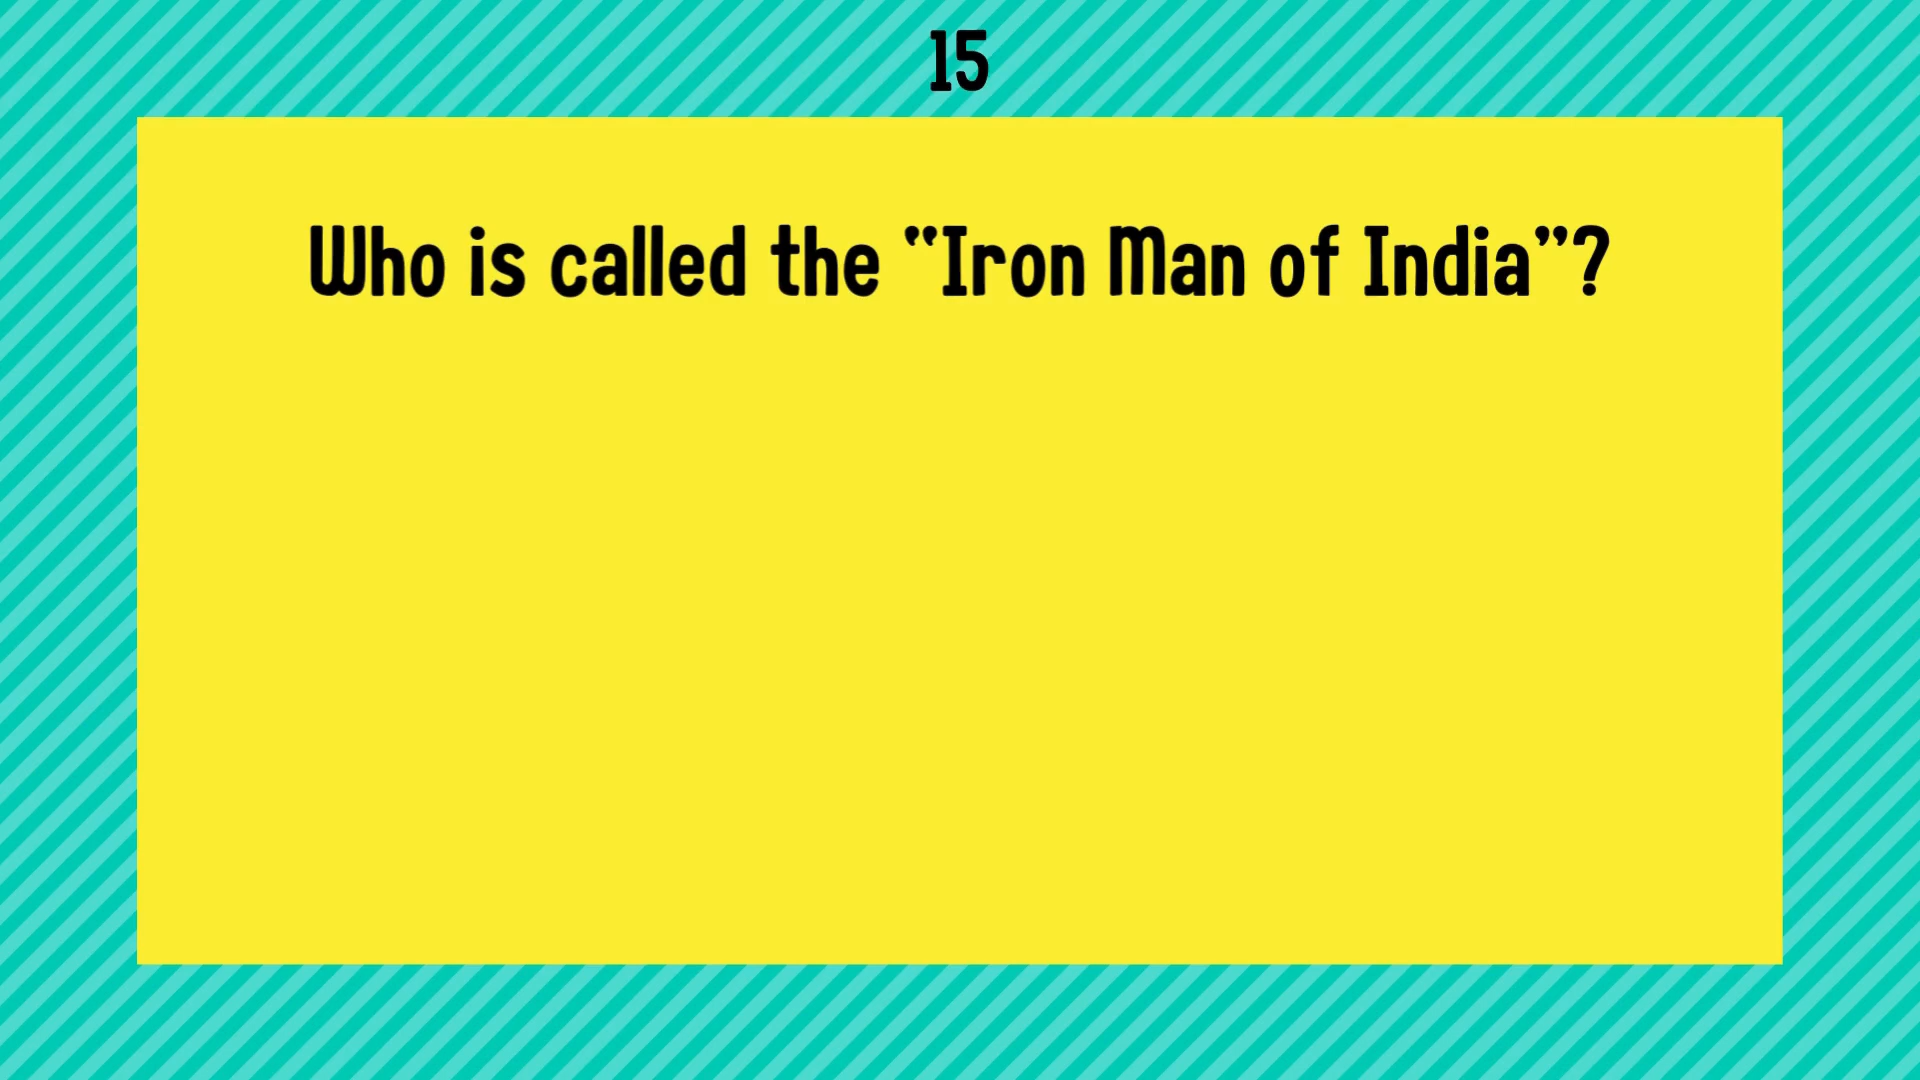 15
Who is called the “Iron Man of India”?